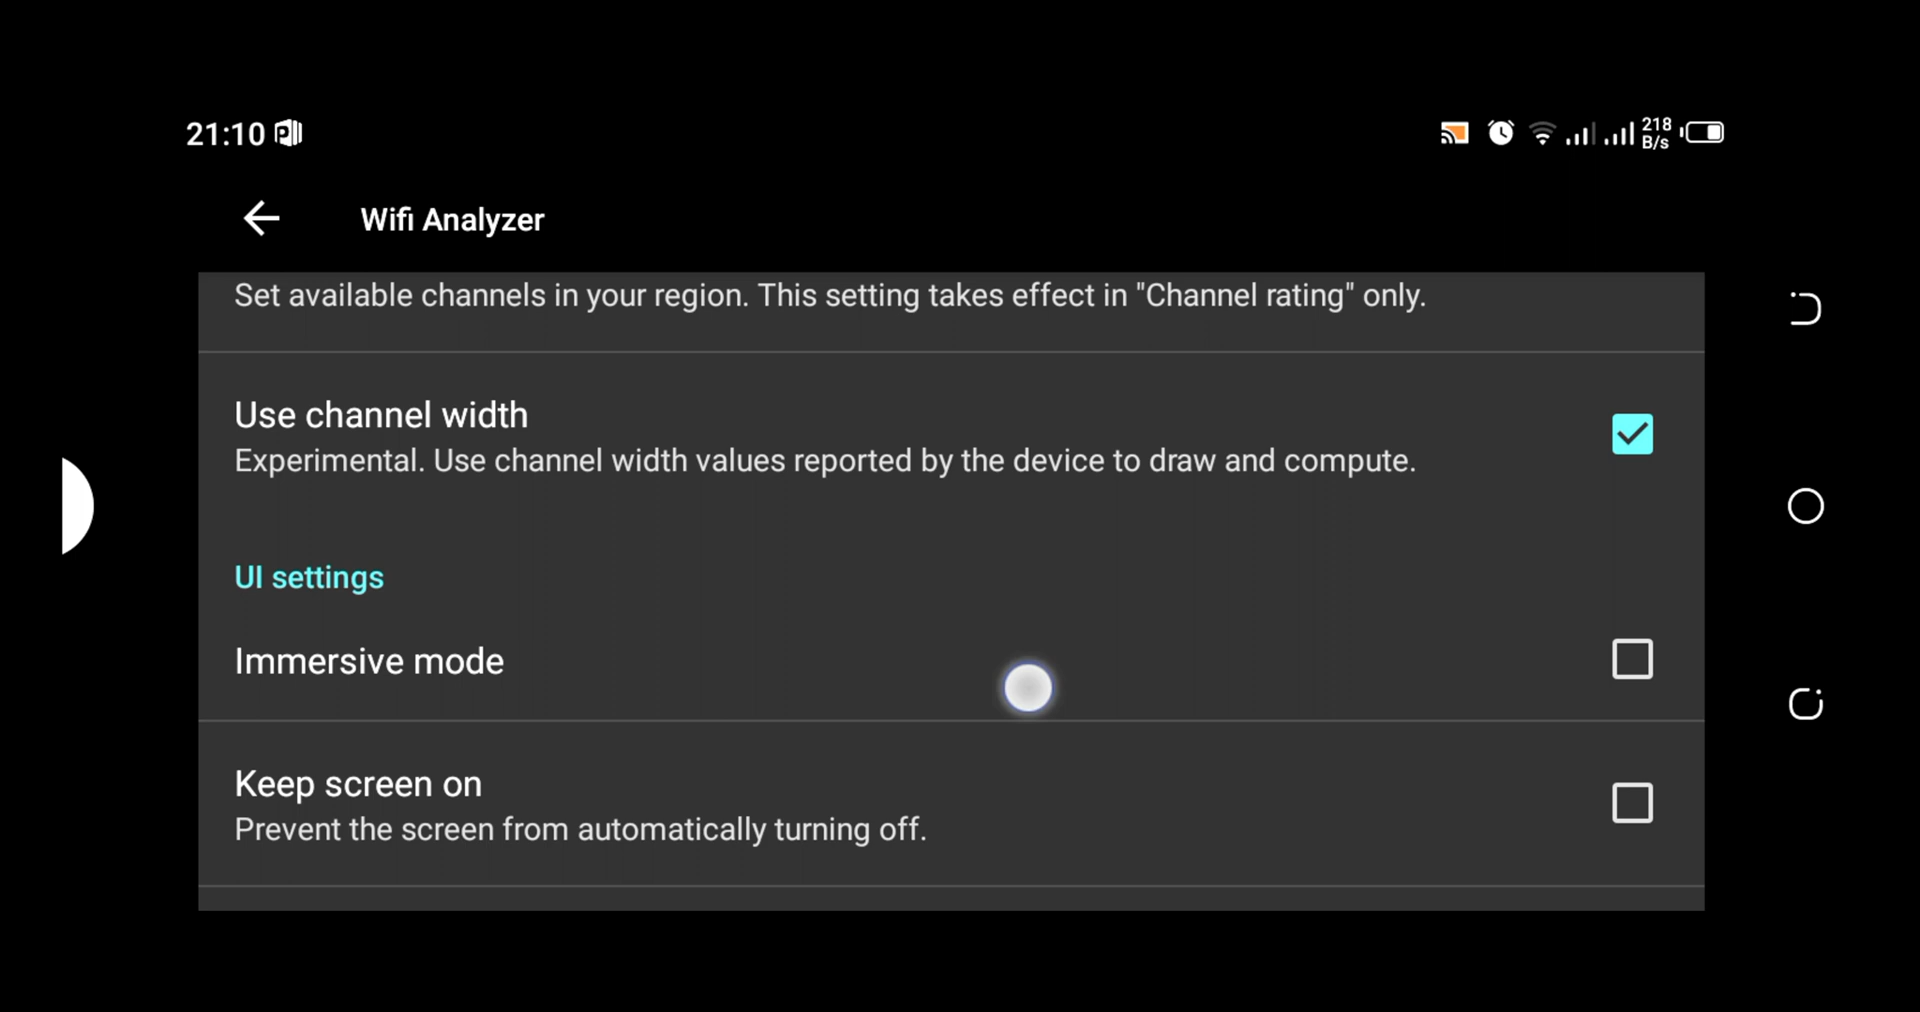 21:10
218
B/s
Wifi Analyzer
Set available channels in your region. This setting takes effect in "Channel rating" only.
Use channel width
Experimental. Use channel width values reported by the device to draw and compute.
UI settings
Immersive mode
Keep screen on
Prevent the screen from automatically turning off.